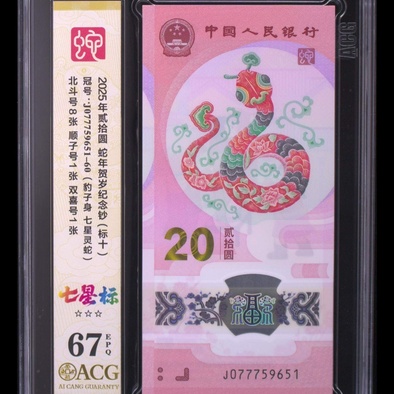 蛇
2025年贰拾圆 蛇年贺岁纪念钞（标十）
冠号：J077759651-60（豹子身 七星灵蛇）
北斗号8张 顺子号1张 双喜号1张
七星标
67 EPQ
ACG
AI CANG GUARANTY
中国人民银行
蛇
20 贰拾圆
J077759651